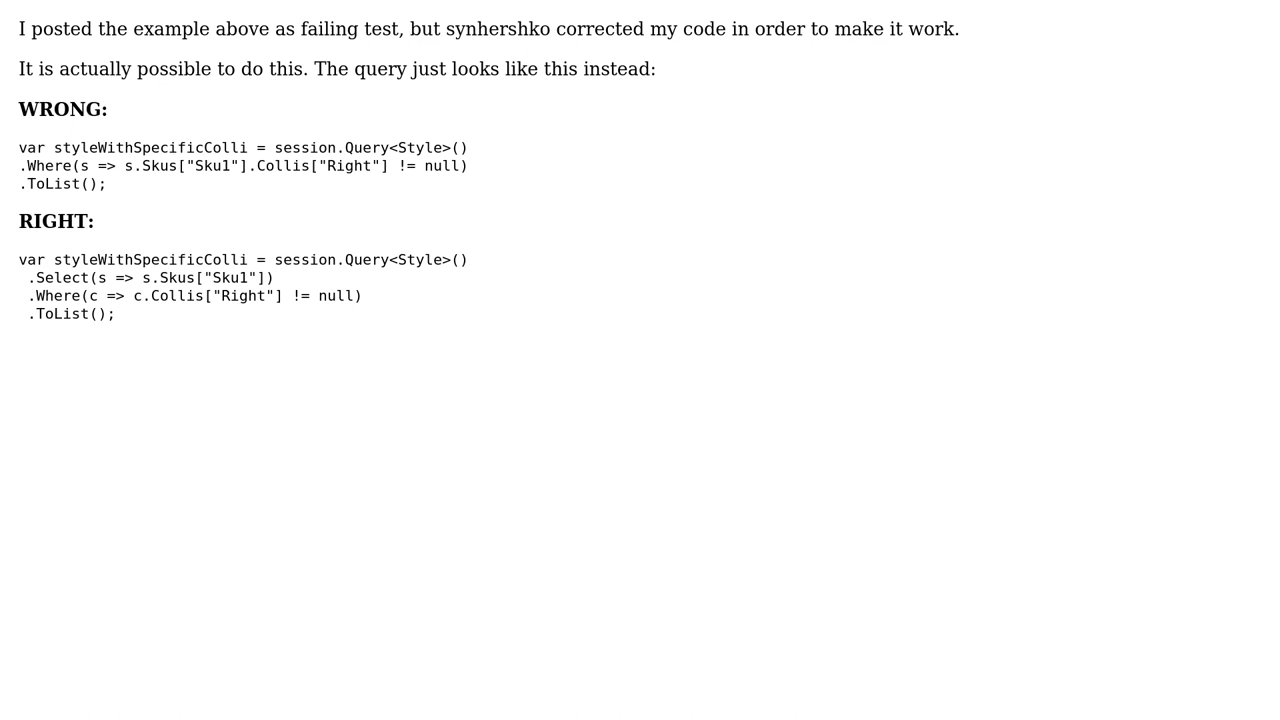 I posted the example above as failing test, but synhershko corrected my code in order to make it work.
It is actually possible to do this. The query just looks like this instead:
WRONG:
var styleWithSpecificColli = session.Query<Style>()
.Where(s => s.Skus["Sku1"].Collis["Right"] != null)
.ToList();
RIGHT:
var styleWithSpecificColli = session.Query<Style>()
 .Select(s => s.Skus["Sku1"])
 .Where(c => c.Collis["Right"] != null)
 .ToList();